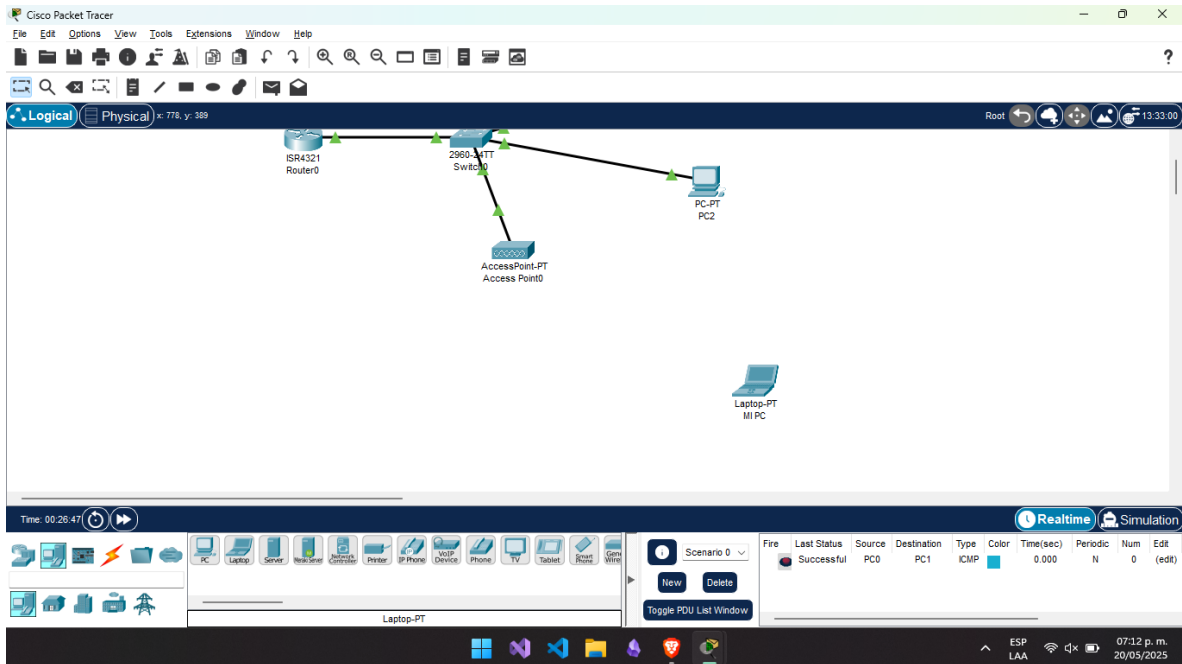 Cisco Packet Tracer
File Edit Options View Tools Extensions Window Help
?
Logical Physical x: 778, y: 389 Root 13:33:00
ISR4321
Router0
2960-24TT
Switch0
PC-PT
PC2
AccessPoint-PT
Access Point0
Laptop-PT
MI PC
Time: 00:26:47 Realtime Simulation
PC Laptop Server Printer IP Phone VoIP Device Phone TV Tablet Smart Phone
Laptop-PT
Scenario 0
New Delete
Toggle PDU List Window
Fire Last Status Source Destination Type Color Time(sec) Periodic Num Edit
Successful PC0 PC1 ICMP 0.000 N 0 (edit)
ESP
LAA
07:12 p. m.
20/05/2025